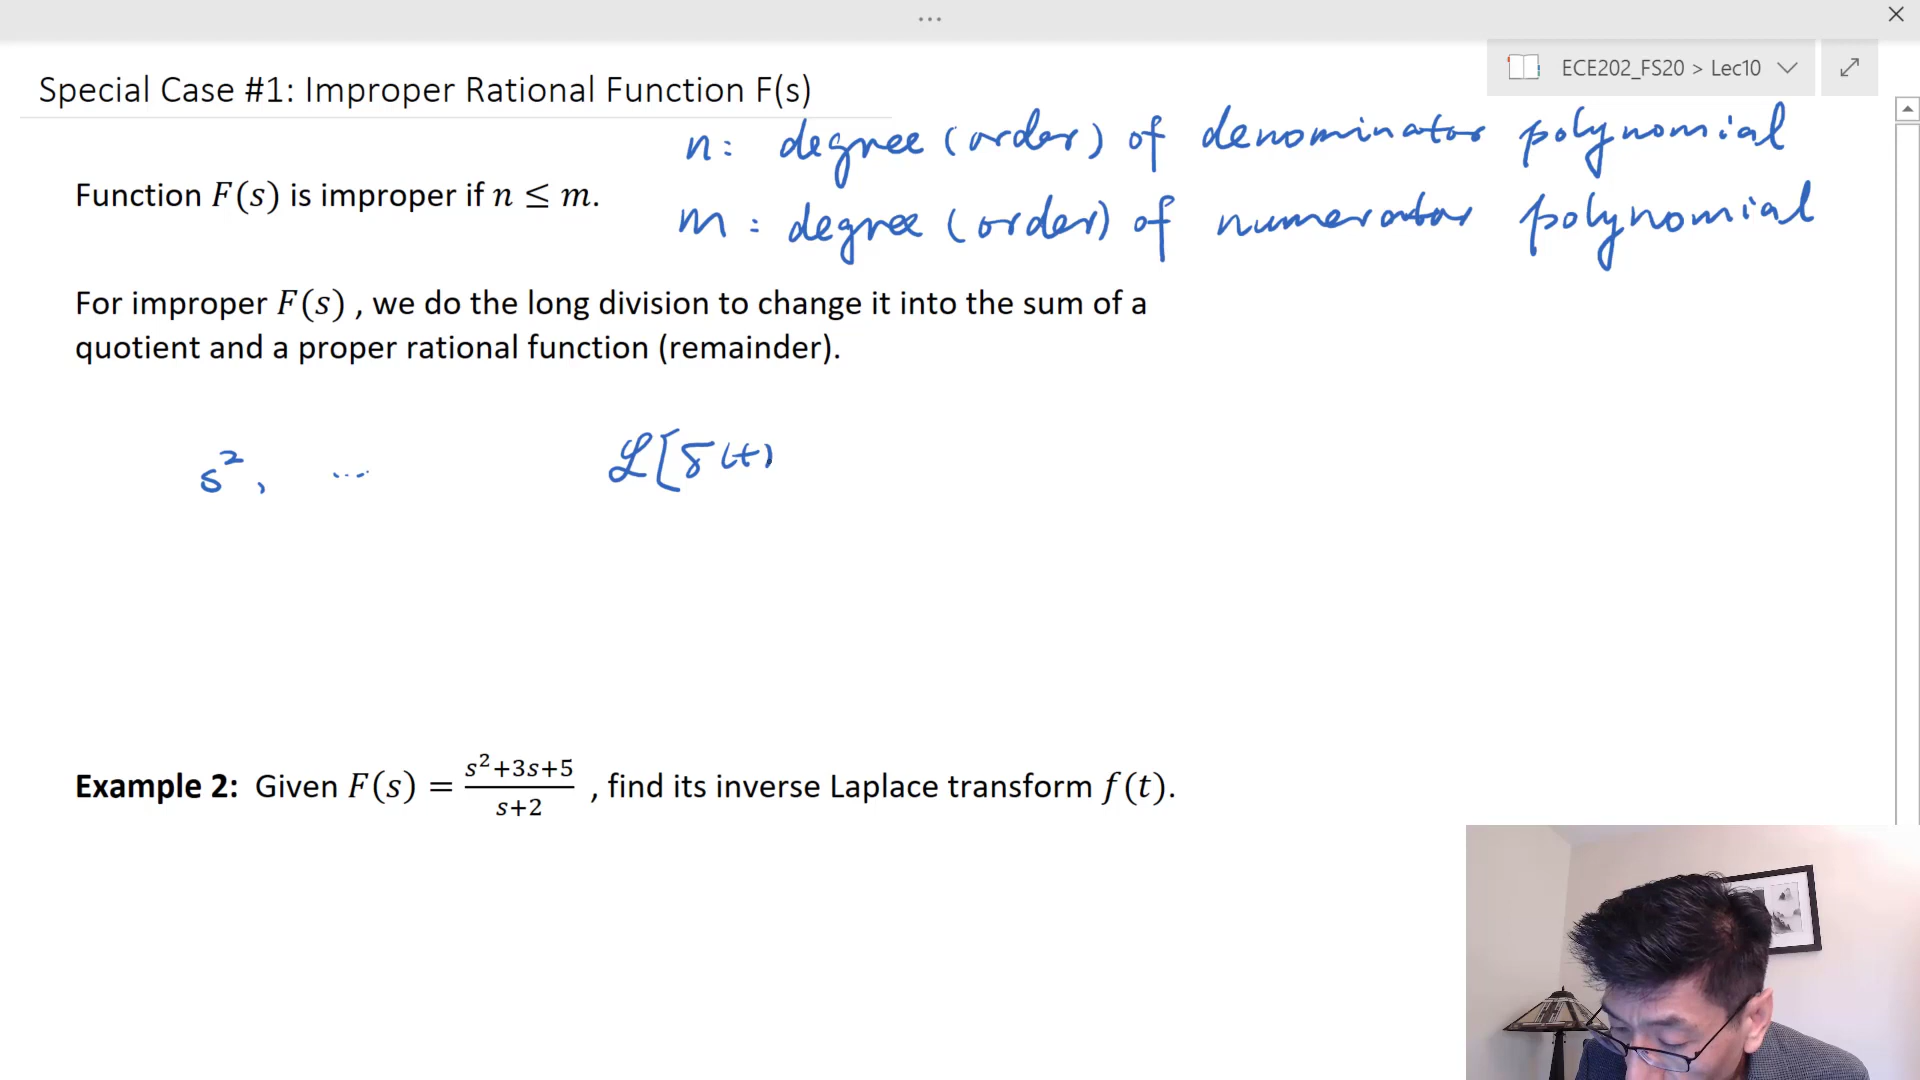 ...
Special Case #1: Improper Rational Function F(s)
ECE202_FS20 > Lec10
n: degree (order) of denominator polynomial
Function F(s) is improper if n ≤ m.
m: degree (order) of numerator polynomial
For improper F(s) , we do the long division to change it into the sum of a
quotient and a proper rational function (remainder).
s², ... ℒ[δ(t)
Example 2: Given F(s) = (s²+3s+5)/(s+2) , find its inverse Laplace transform f(t).